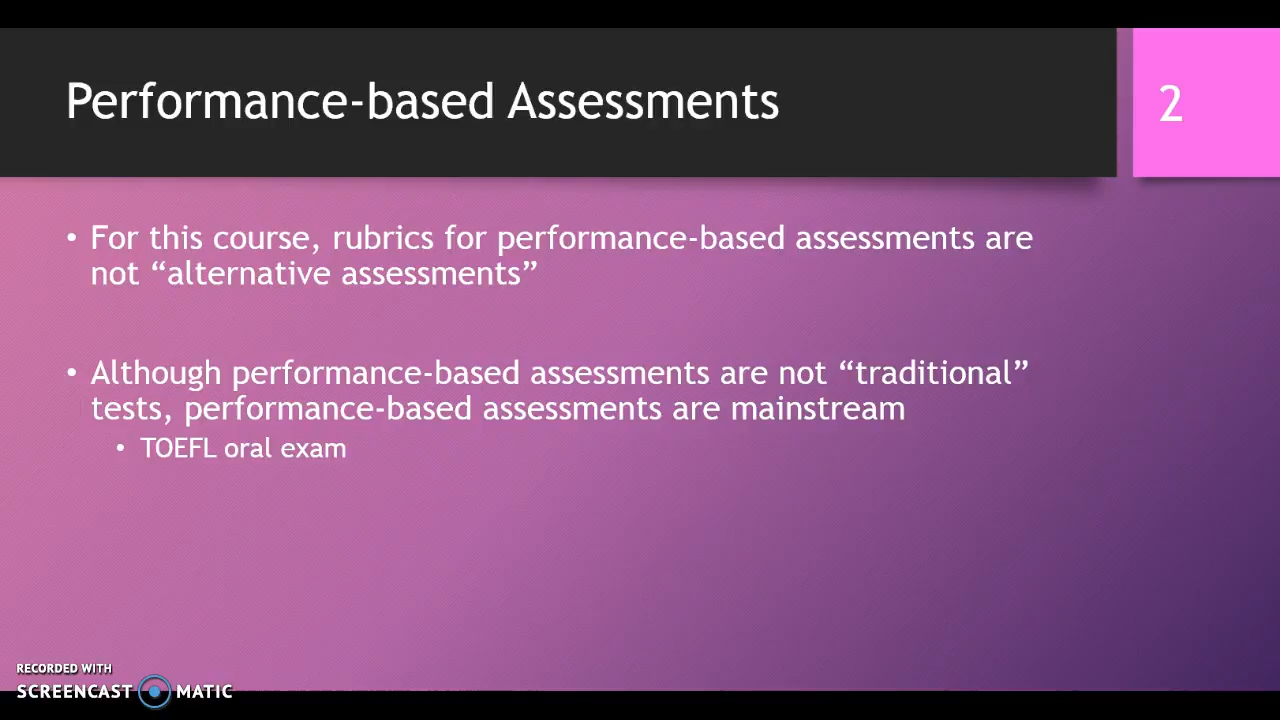 Performance-based Assessments
2
• For this course, rubrics for performance-based assessments are
not “alternative assessments”
• Although performance-based assessments are not “traditional”
tests, performance-based assessments are mainstream
• TOEFL oral exam
RECORDED WITH
SCREENCAST MATIC